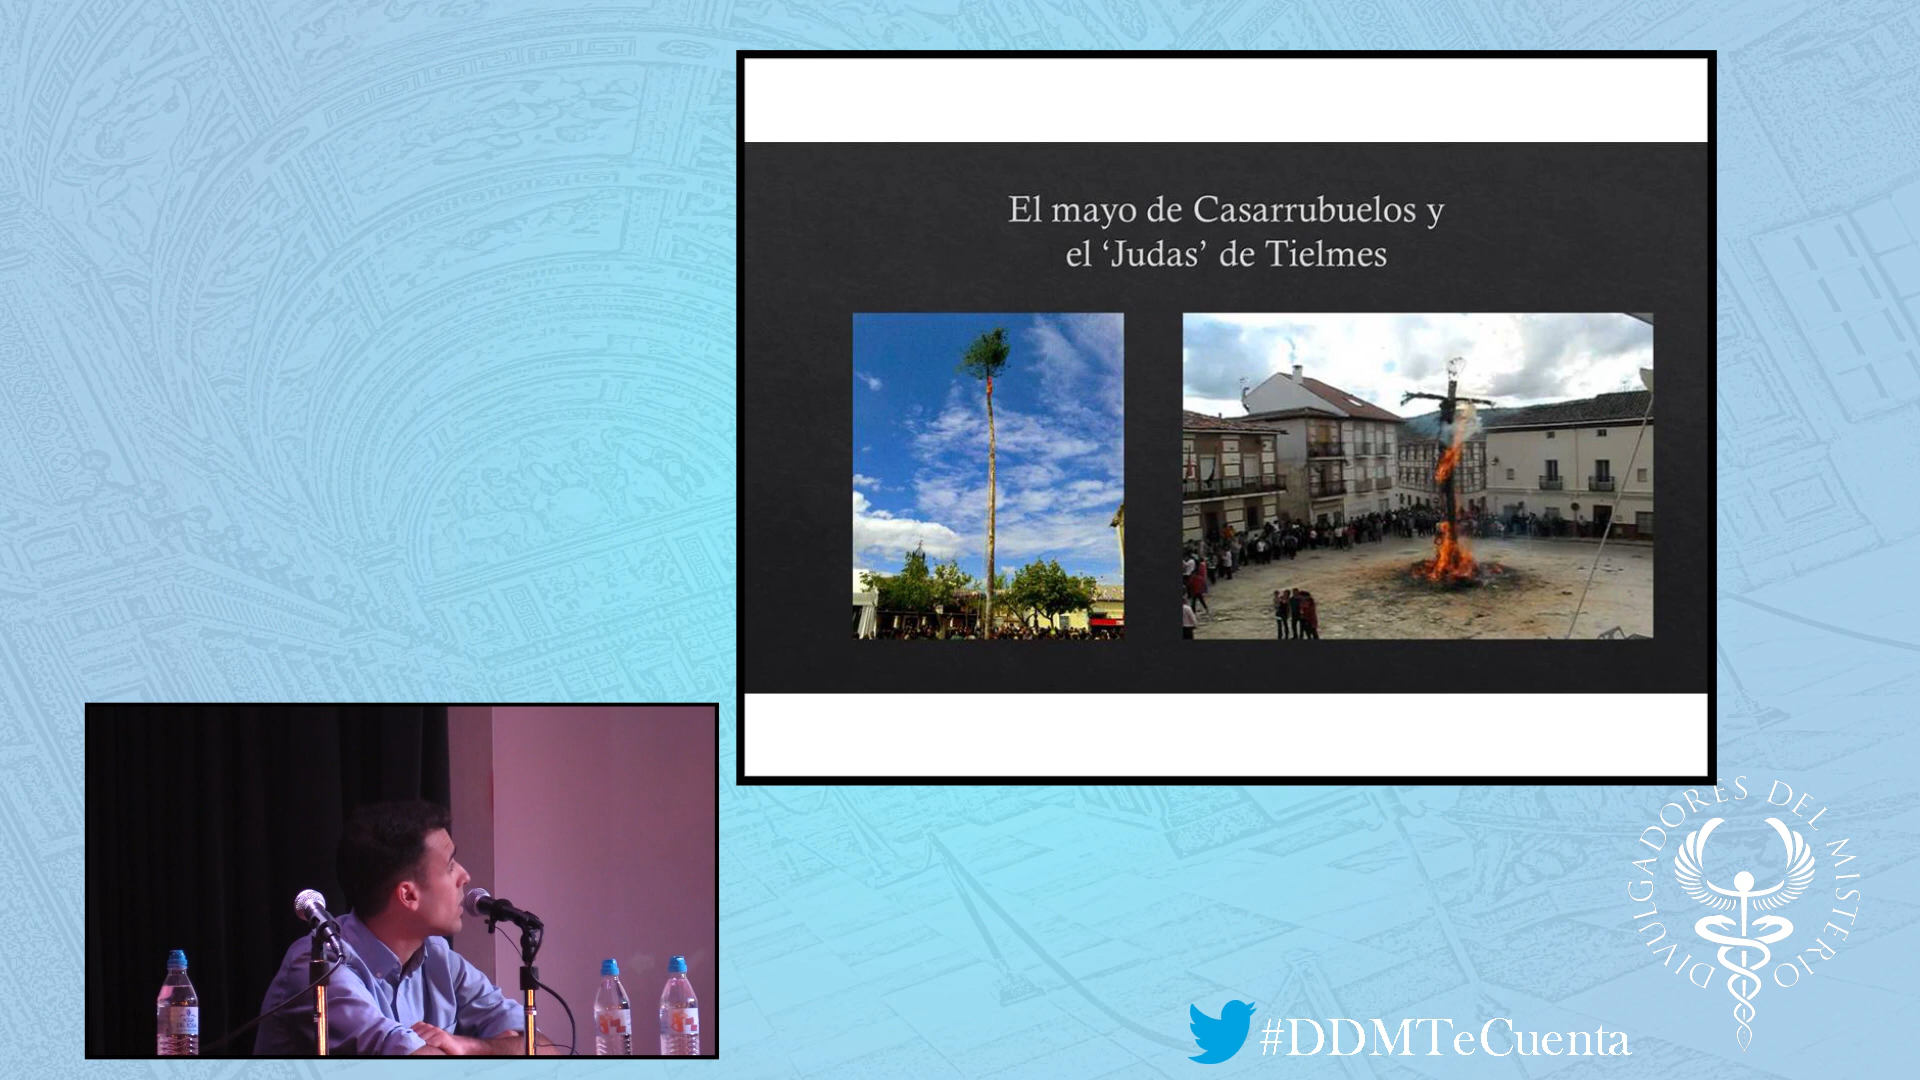 El mayo de Casarrubuelos y
el ‘Judas’ de Tielmes
DIVULGADORES DEL MISTERIO
#DDMTeCuenta